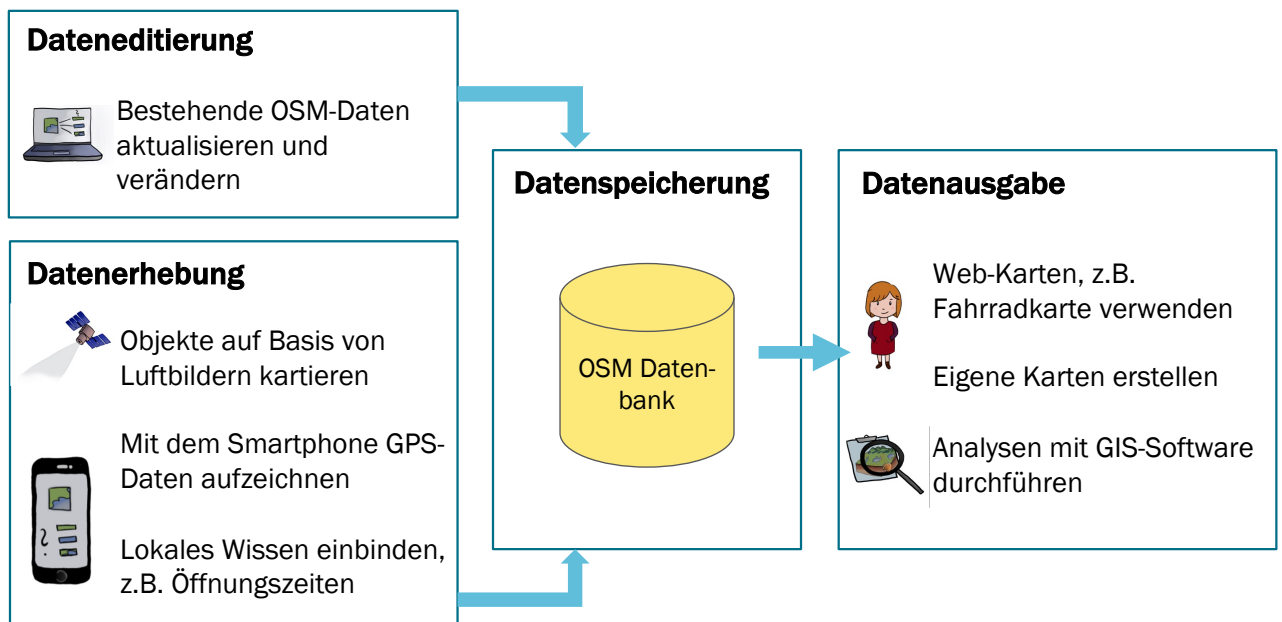 Dateneditierung
Bestehende OSM-Daten
aktualisieren und
verändern
Datenerhebung
Objekte auf Basis von
Luftbildern kartieren
Mit dem Smartphone GPS-
Daten aufzeichnen
Lokales Wissen einbinden,
z.B. Öffnungszeiten
Datenspeicherung
OSM Daten-
bank
Datenausgabe
Web-Karten, z.B.
Fahrradkarte verwenden
Eigene Karten erstellen
Analysen mit GIS-Software
durchführen